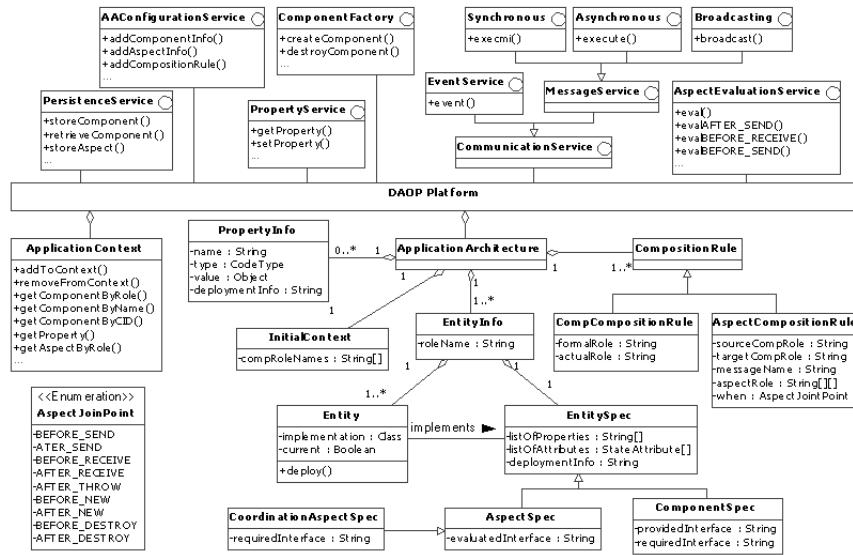 AAConfigurationService
+addComponentInfo()
+addAspectInfo()
+addCompositionRule()
...
ComponentFactory
+createComponent()
+destroyComponent()
...
Synchronous
+execmi()
Asynchronous
+execute()
Broadcasting
+broadcast()
PersistenceService
+storeComponent()
+retrieveComponent()
+storeAspect()
...
PropertyService
+getProperty()
+setProperty()
...
EventService
+event()
MessageService
CommunicationService
AspectEvaluationService
+eval()
+evalAFTER_SEND()
+evalBEFORE_RECEIVE()
+evalBEFORE_SEND()
...
DAOP Platform
ApplicationContext
+addToContext()
+removeFromContext()
+getComponentByRole()
+getComponentByName()
+getComponentByCID()
+getProperty()
+getAspectByRole()
...
PropertyInfo
-name : String
-type : CodeType
-value : Object
-deploymentInfo : String
0..*
1
ApplicationArchitecture
1
1..*
CompositionRule
1
1
1
1..*
InitialContext
-compRoleNames : String[]
EntityInfo
-roleName : String
CompCompositionRule
-formalRole : String
-actualRole : String
AspectCompositionRule
-sourceCompRole : String
-targetCompRole : String
-messageName : String
-aspectRole : String[][]
-when : AspectJointPoint
1
1
1..*
1
<<Enumeration>>
AspectJoinPoint
-BEFORE_SEND
-ATER_SEND
-BEFORE_RECEIVE
-AFTER_RECEIVE
-AFTER_THROW
-BEFORE_NEW
-AFTER_NEW
-BEFORE_DESTROY
-AFTER_DESTROY
Entity
-implementation : Class
-current : Boolean
+deploy()
implements
EntitySpec
-listOfProperties : String[]
-listOfAttributes : StateAttribute[]
-deploymentInfo : String
CoordinationAspectSpec
-requiredInterface : String
AspectSpec
-evaluatedInterface : String
ComponentSpec
-providedInterface : String
-requiredInterface : String